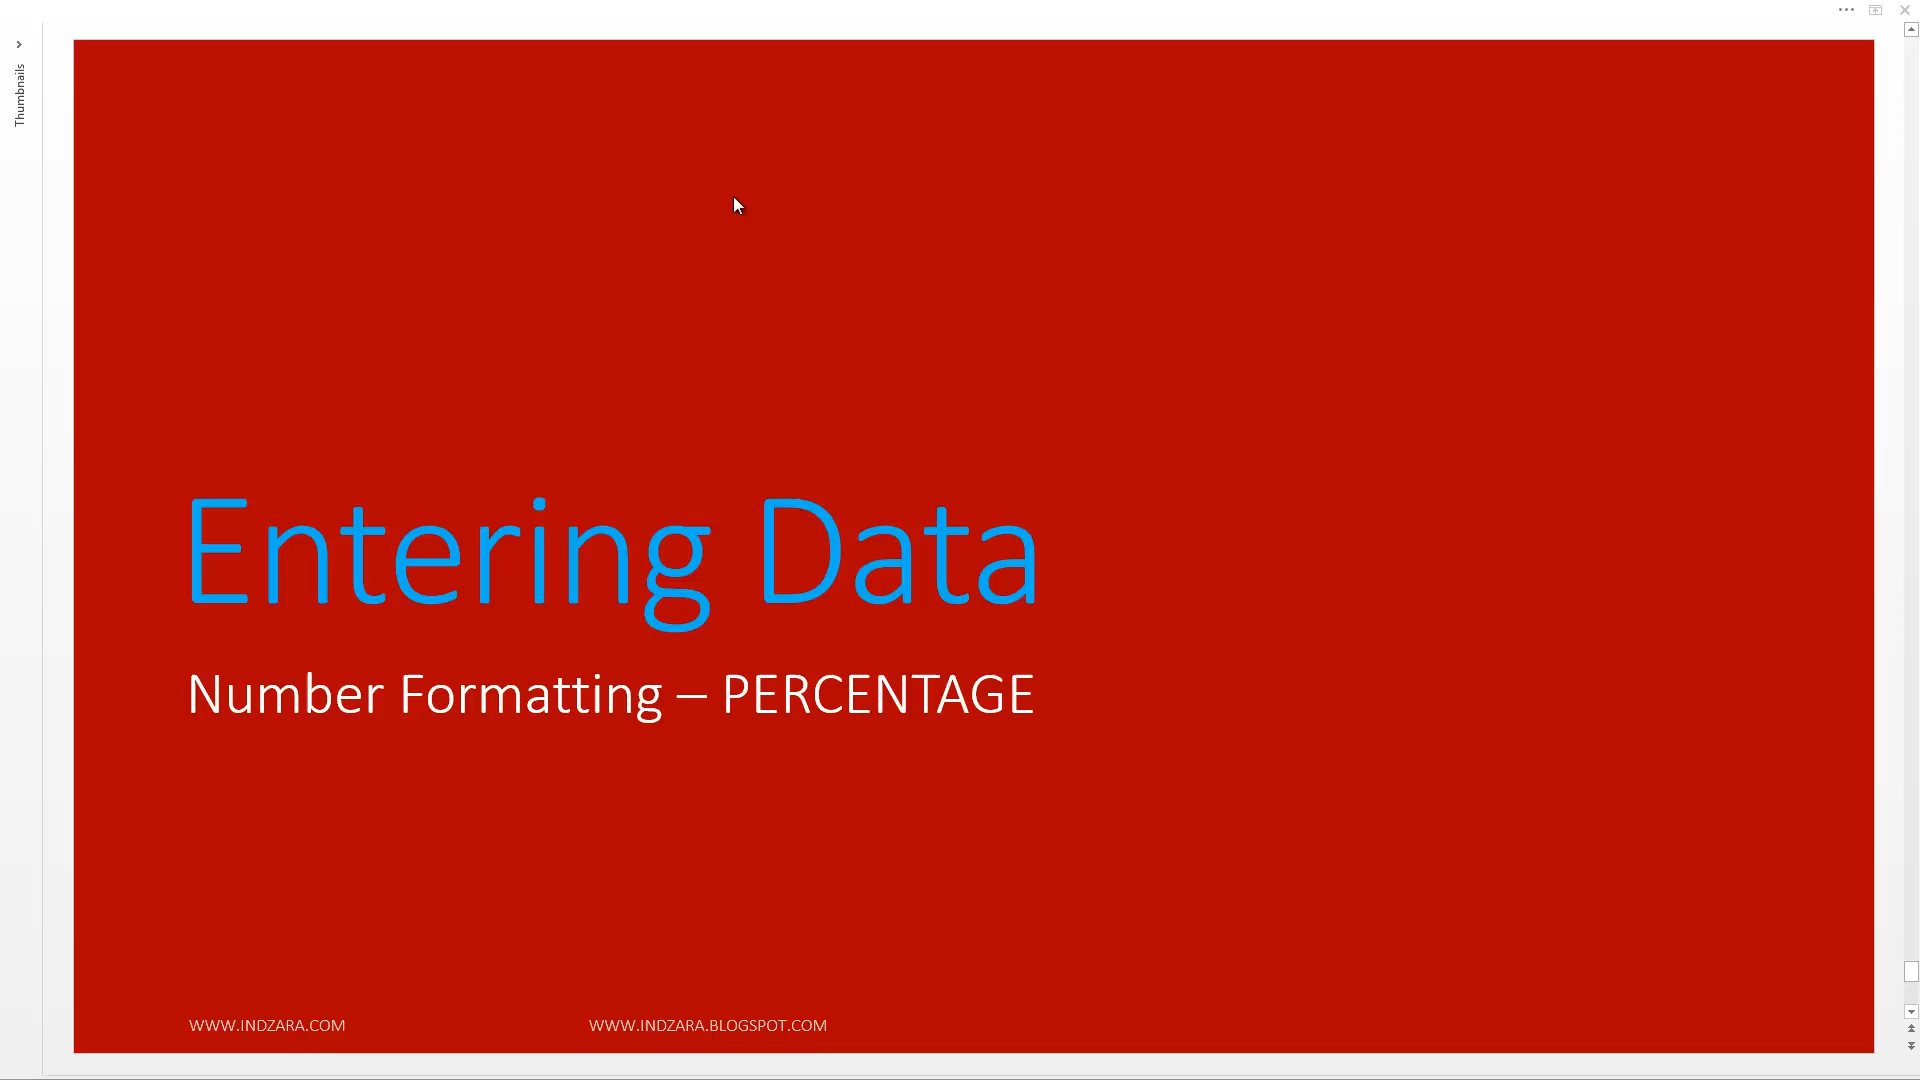 Thumbnails
Entering Data
Number Formatting – PERCENTAGE
WWW.INDZARA.COM
WWW.INDZARA.BLOGSPOT.COM